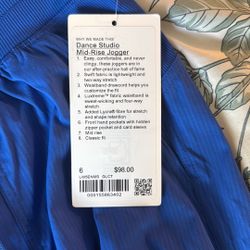 WHY WE MADE THIS
Dance Studio
Mid-Rise Jogger
1. Easy, comfortable, and never
clingy, these joggers are in
our after-practice hall of fame
2. Swift fabric is lightweight and
two-way stretch
3. Waistband drawcord helps you
customize the fit
4. Luxtreme™ fabric waistband is
sweat-wicking and four-way
stretch
5. Added Lycra® fibre for stretch
and shape retention
6. Front hand pockets with hidden
zipper pocket and card sleeve
7. Mid rise
8. Classic fit
6
$98.00